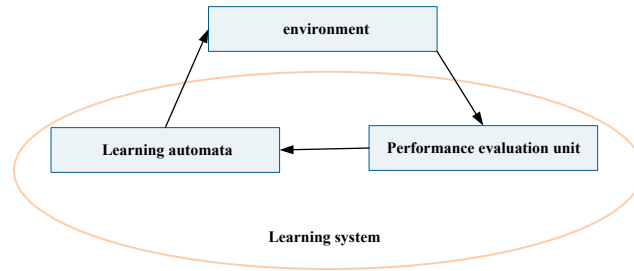 environment
Learning automata
Performance evaluation unit
Learning system